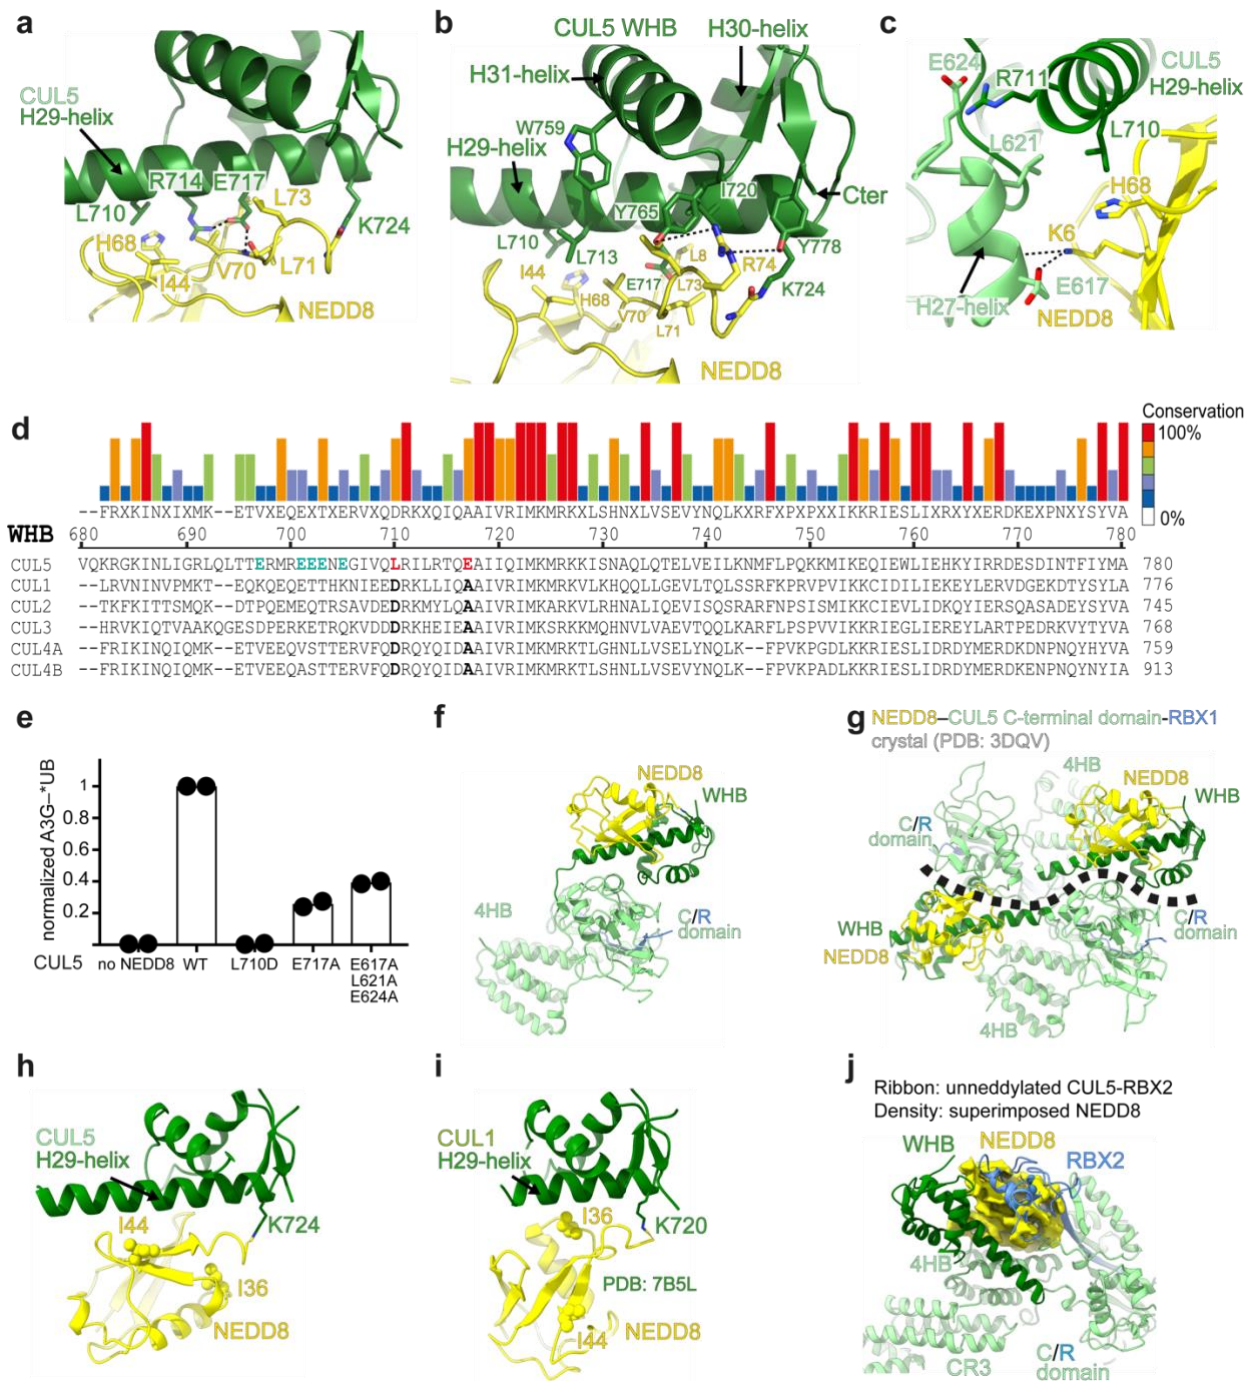 a
CUL5
H29-helix
R714 E717
L73
L710
K724
H68
V70
L71
I44
NEDD8
b
CUL5 WHB
H30-helix
H31-helix
W759
H29-helix
I720
Cter
Y765
L710
L713
Y778
L8
R74
I44
E717
L73
K724
H68
V70
L71
NEDD8
c
E624
R711
CUL5
H29-helix
L621
L710
H68
K6
E617
H27-helix
NEDD8
d
Conservation
100%
0%
--FRXKINXIXMK--ETVXEQEXTXERVXQDRXQIQAAIVRIMKMRKXLSHNXLVSEVYNQLKXRFXPXPXXIKKRIESLIXRXYXERDKEXPNXYSYVA
WHB
680 690 700 710 720 730 740 750 760 770 780
CUL5 VQKRGKINLIGRLQLTTERMREEENEGIVQLRILRTQEAIIQIMKMRKKISNAQLQTELVEILKNMFLPQKKMIKEQIEWLIEHKYIRRDESDINTFIYMA 780
CUL1 --LRVNINVPMKT--EQKQEQETTHKNIEEDRKLLIQAAIVRIMKMRKVLKHQQLLGEVLTQLSSRFKPRVPVIKKCIDILIEKEYLERVDGEKDTYSYLA 776
CUL2 --TKFKITTSMQK--DTPQEMEQTRSAVDEDRKMYLQAAIVRIMKARKVLRHNALIQEVISQSRARFNPSISMIKKCIEVLIDKQYIERSQASADEYSYVA 745
CUL3 --HRVKIQTVAAKQGESDPERKETRQKVDDDRKHEIEAAIVRIMKSRKKMQHNVLVAEVTQQLKARFLPSPVVIKKRIEGLIEREYLARTPEDRKVYTYVA 768
CUL4A --FRIKINQIQMK--ETVEEQVSTTERVFQDRQYQIDAAIVRIMKMRKTLGHNLLVSELYNQLK--FPVKPGDLKKRIESLIDRDYMERDKDNPNQYHYVA 759
CUL4B --FRIKINQIQMK--ETVEEQASTTERVFQDRQYQIDAAIVRIMKMRKTLSHNLLVSEVYNQLK--FPVKPADLKKRIESLIDRDYMERDKENPNQYNYIA 913
e
normalized A3G–*UB
1
0.8
0.6
0.4
0.2
CUL5 no NEDD8 WT L710D E717A E617A
L621A
E624A
f
NEDD8
WHB
4HB
C/R
domain
g NEDD8–CUL5 C-terminal domain-RBX1
crystal (PDB: 3DQV)
4HB
NEDD8
WHB
C/R
domain
WHB
NEDD8
C/R
domain
4HB
h
CUL5
H29-helix
K724
I44
I36
NEDD8
i
CUL1
H29-helix
I36
K720
PDB: 7B5L
I44
NEDD8
j
Ribbon: unneddylated CUL5-RBX2
Density: superimposed NEDD8
WHB
NEDD8
RBX2
4HB
CR3
C/R
domain